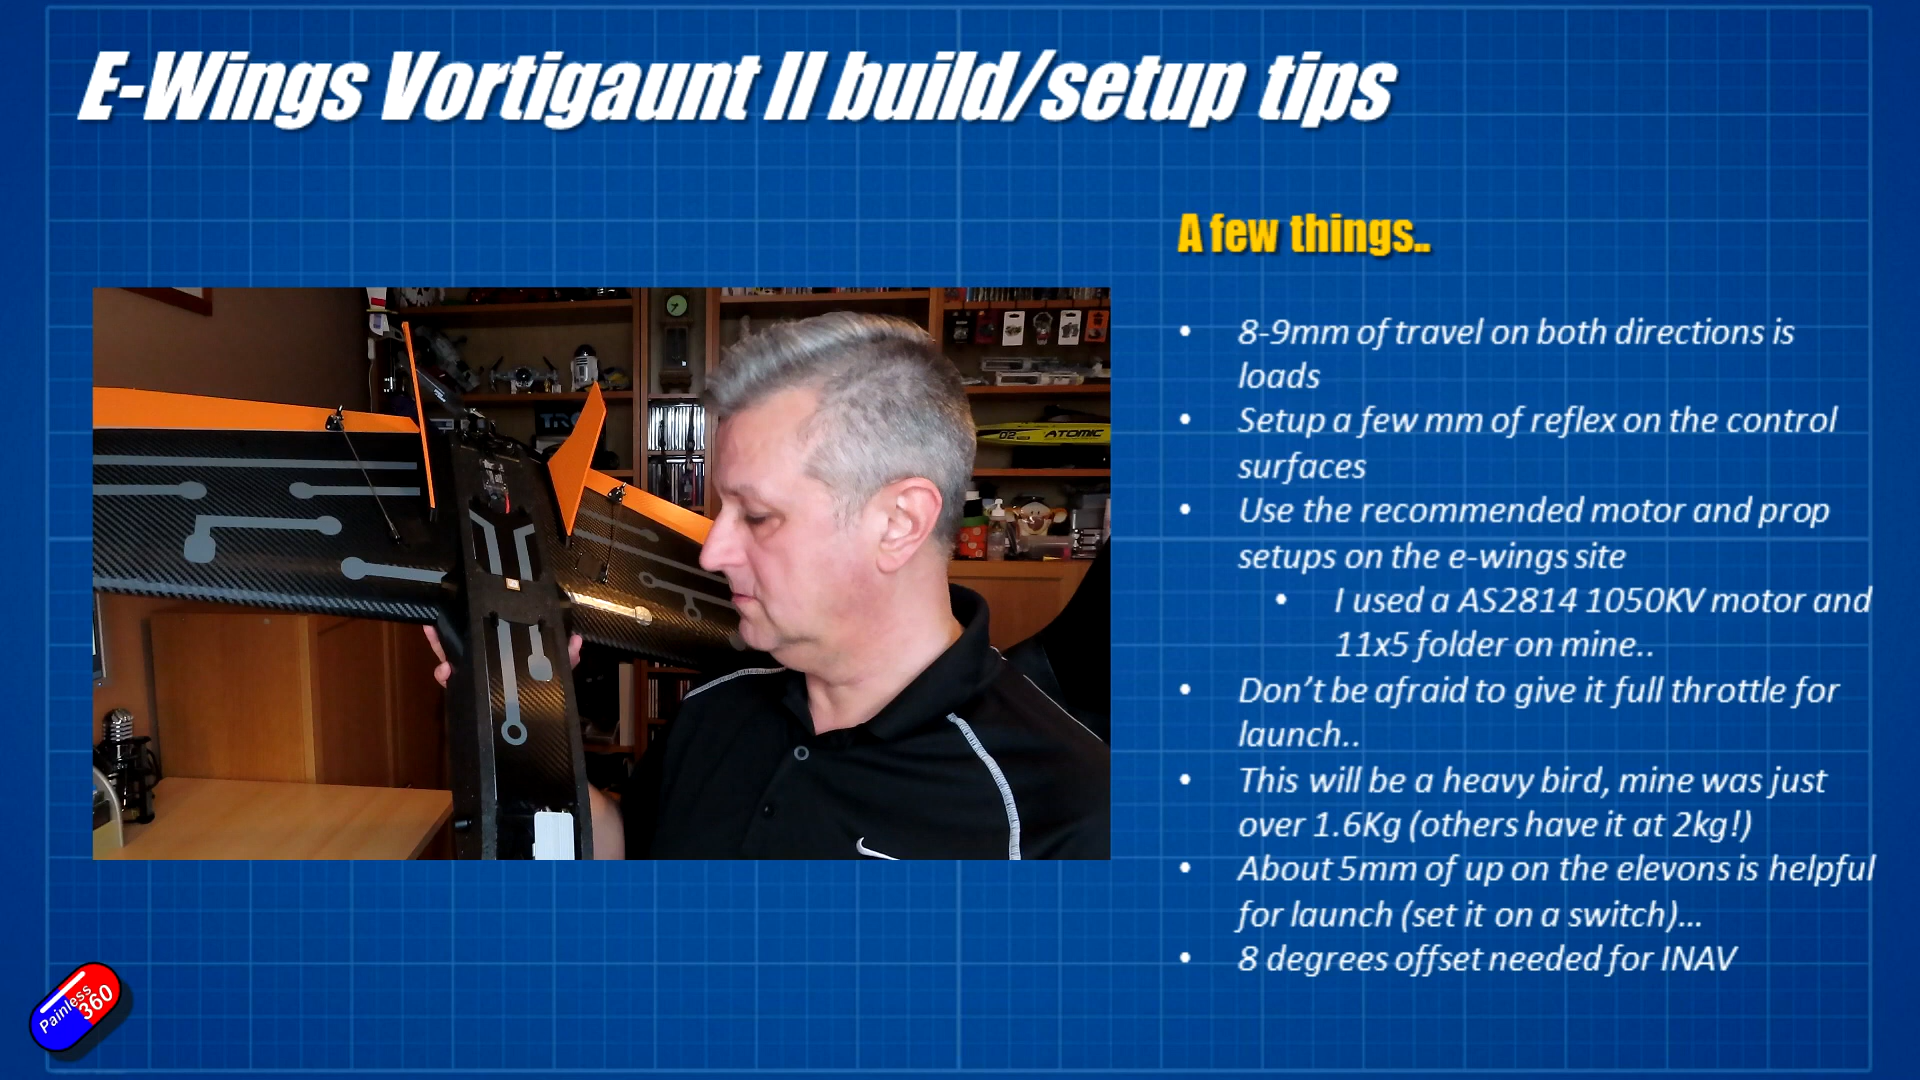 E-Wings Vortigaunt II build/setup tips
A few things..
• 8-9mm of travel on both directions is
loads
• Setup a few mm of reflex on the control
surfaces
• Use the recommended motor and prop
setups on the e-wings site
• I used a AS2814 1050KV motor and
11x5 folder on mine..
• Don’t be afraid to give it full throttle for
launch..
• This will be a heavy bird, mine was just
over 1.6Kg (others have it at 2kg!)
• About 5mm of up on the elevons is helpful
for launch (set it on a switch)...
• 8 degrees offset needed for INAV
02 ATOMIC
Painless
360